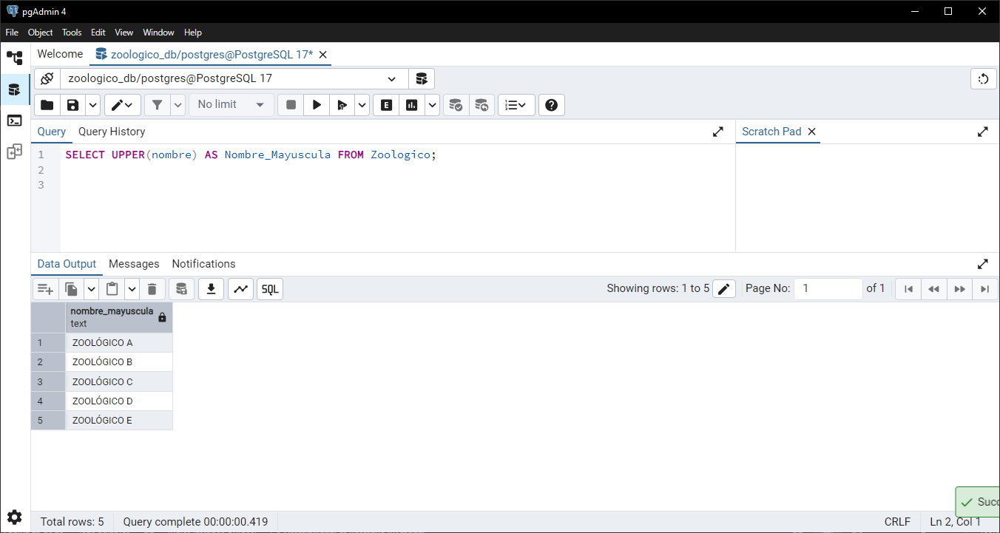 pgAdmin 4
File Object Tools Edit View Window Help
Welcome zoologico_db/postgres@PostgreSQL 17*
zoologico_db/postgres@PostgreSQL 17
No limit E
Query Query History Scratch Pad
1 SELECT UPPER(nombre) AS Nombre_Mayuscula FROM Zoologico;
2
3
Data Output Messages Notifications
SQL Showing rows: 1 to 5 Page No: 1 of 1
nombre_mayuscula
text
1 ZOOLÓGICO A
2 ZOOLÓGICO B
3 ZOOLÓGICO C
4 ZOOLÓGICO D
5 ZOOLÓGICO E
Succ
Total rows: 5 Query complete 00:00:00.419 CRLF Ln 2, Col 1